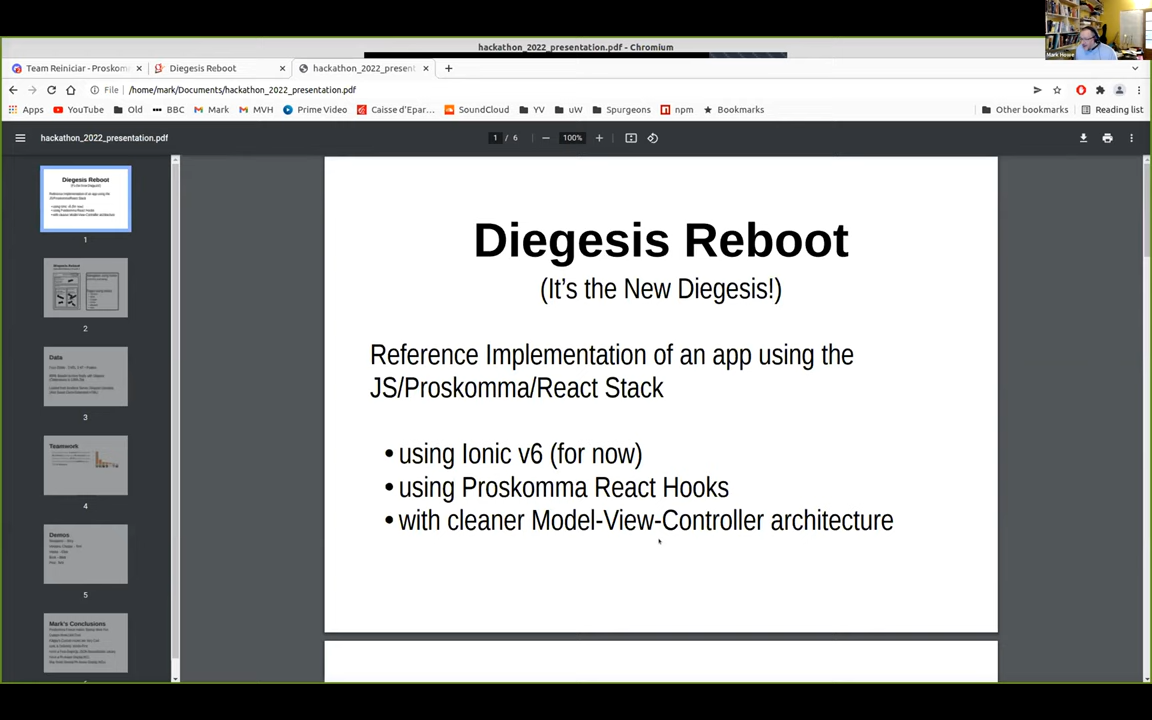 Mark Howe
hackathon_2022_presentation.pdf - Chromium
Team Reiniciar - Proskom
Diegesis Reboot
hackathon_2022_present
File
/home/mark/Documents/hackathon_2022_presentation.pdf
Apps
YouTube
Old
BBC
Mark
MVH
Prime Video
Caisse d'Epar...
SoundCloud
YV
uW
Spurgeons
npm
Bookmarks
Other bookmarks
Reading list
hackathon_2022_presentation.pdf
1 / 6
100%
Diegesis Reboot
1
2
Data
3
Teamwork
4
Demos
5
Mark's Conclusions
Diegesis Reboot
(It's the New Diegesis!)
Reference Implementation of an app using the
JS/Proskomma/React Stack
• using Ionic v6 (for now)
• using Proskomma React Hooks
• with cleaner Model-View-Controller architecture